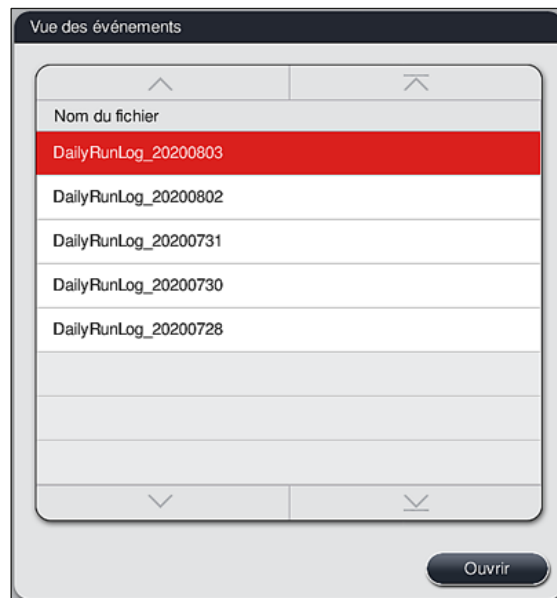 Vue des événements
Nom du fichier
DailyRunLog_20200803
DailyRunLog_20200802
DailyRunLog_20200731
DailyRunLog_20200730
DailyRunLog_20200728
Ouvrir